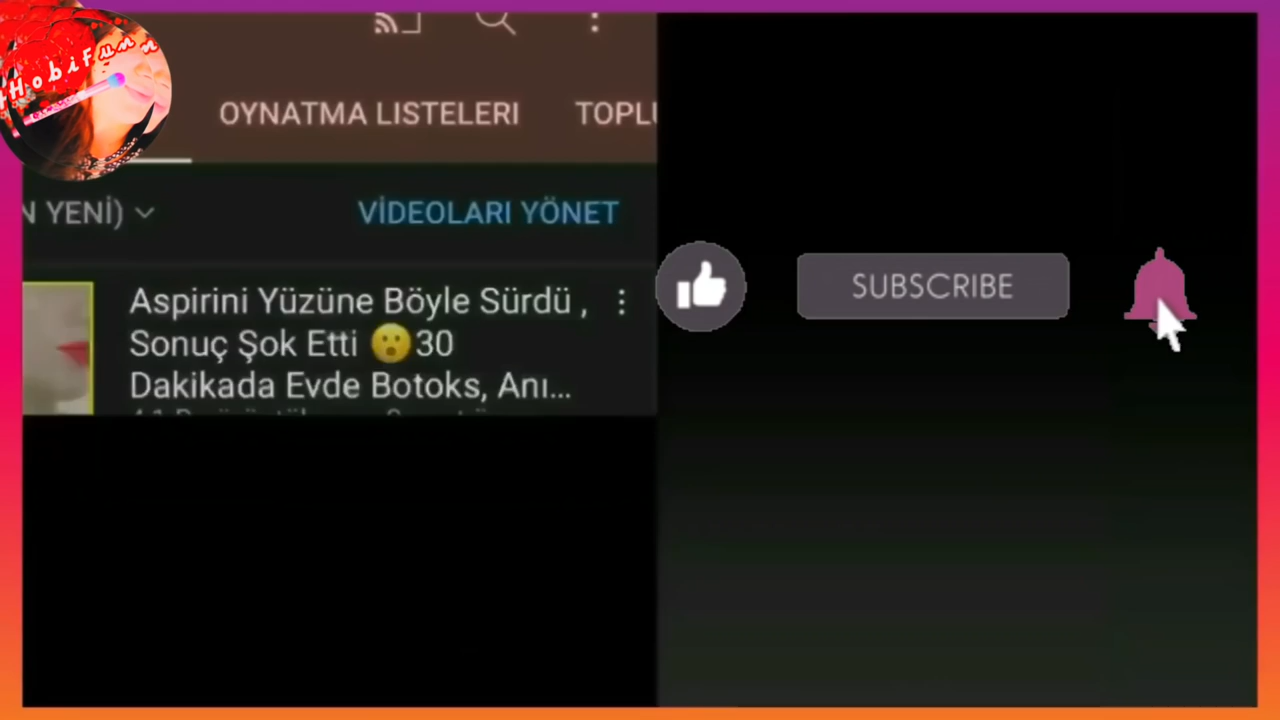 #HobiFunn
OYNATMA LISTELERI
TOPLU
N YENİ)
VİDEOLARI YÖNET
Aspirini Yüzüne Böyle Sürdü ,
Sonuç Şok Etti 😮30
Dakikada Evde Botoks, Anı...
SUBSCRIBE